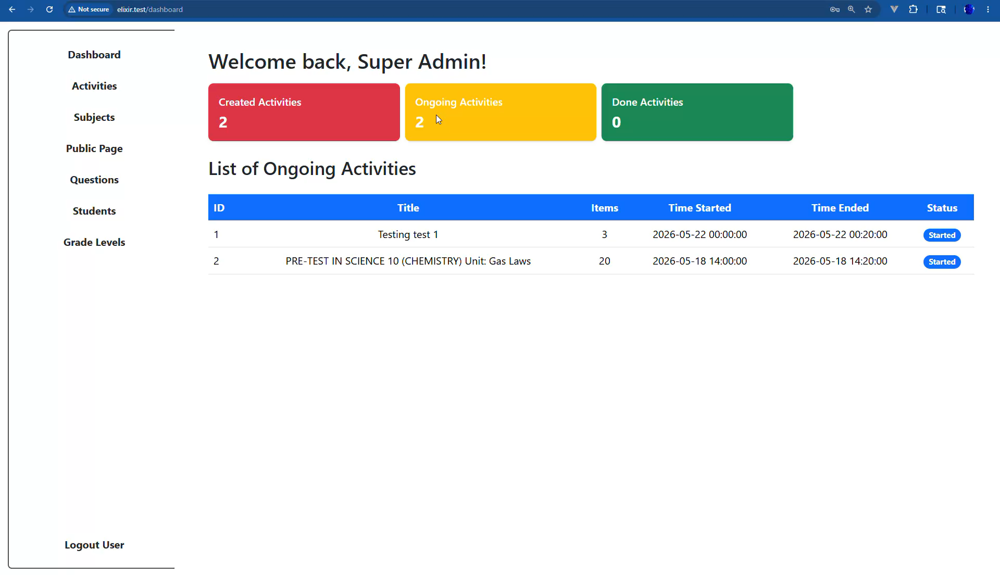 Not secure elixir.test/dashboard
Dashboard
Activities
Subjects
Public Page
Questions
Students
Grade Levels
Logout User
Welcome back, Super Admin!
Created Activities
2
Ongoing Activities
2
Done Activities
0
List of Ongoing Activities
ID Title Items Time Started Time Ended Status
1 Testing test 1 3 2026-05-22 00:00:00 2026-05-22 00:20:00 Started
2 PRE-TEST IN SCIENCE 10 (CHEMISTRY) Unit: Gas Laws 20 2026-05-18 14:00:00 2026-05-18 14:20:00 Started